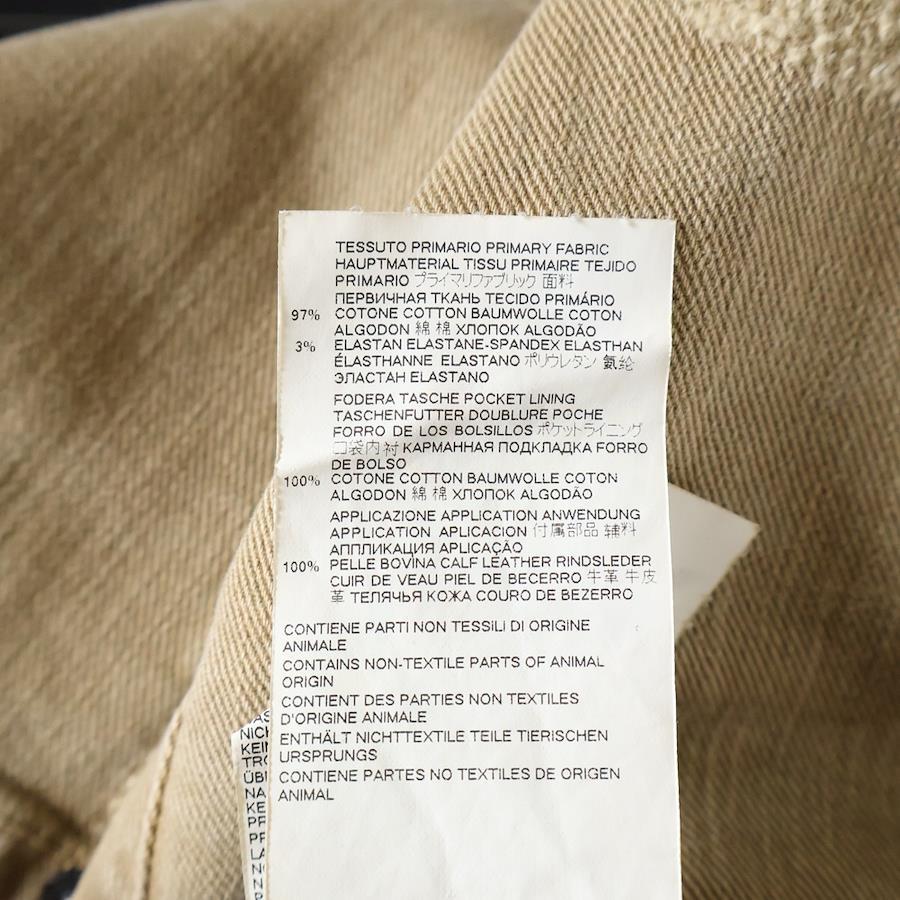 TESSUTO PRIMARIO PRIMARY FABRIC
HAUPTMATERIAL TISSU PRIMAIRE TEJIDO
PRIMARIO プライマリファブリック 面料
ПЕРВИЧНАЯ ТКАНЬ TECIDO PRIMÁRIO
97% COTONE COTTON BAUMWOLLE COTON
ALGODON 綿 棉 ХЛОПОК ALGODÃO
3% ELASTAN ELASTANE-SPANDEX ELASTHAN
ÉLASTHANNE ELASTANO ポリウレタン 氨纶
ЭЛАСТАН ELASTANO
FODERA TASCHE POCKET LINING
TASCHENFUTTER DOUBLURE POCHE
FORRO DE LOS BOLSILLOS ポケットライニング
口袋内衬 КАРМАННАЯ ПОДКЛАДКА FORRO
DE BOLSO
100% COTONE COTTON BAUMWOLLE COTON
ALGODON 綿 棉 ХЛОПОК ALGODÃO
APPLICAZIONE APPLICATION ANWENDUNG
APPLICATION APLICACION 付属部品 辅料
АППЛИКАЦИЯ APLICAÇÃO
100% PELLE BOVINA CALF LEATHER RINDSLEDER
CUIR DE VEAU PIEL DE BECERRO 牛革 牛皮
革 ТЕЛЯЧЬЯ КОЖА COURO DE BEZERRO
CONTIENE PARTI NON TESSILI DI ORIGINE
ANIMALE
CONTAINS NON-TEXTILE PARTS OF ANIMAL
ORIGIN
CONTIENT DES PARTIES NON TEXTILES
D'ORIGINE ANIMALE
ENTHÄLT NICHTTEXTILE TEILE TIERISCHEN
URSPRUNGS
CONTIENE PARTES NO TEXTILES DE ORIGEN
ANIMAL